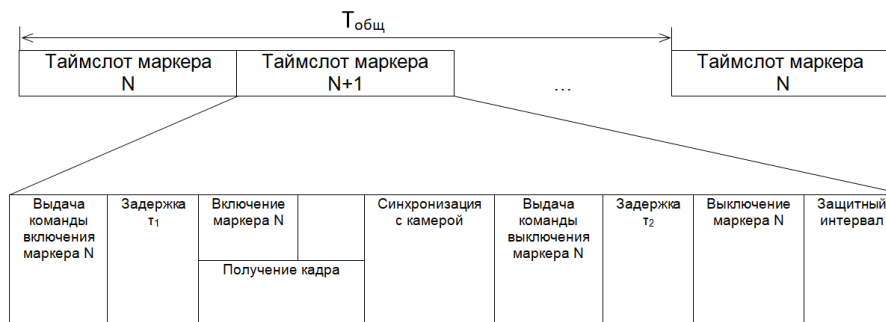 Tобщ
Таймслот маркера
N
Таймслот маркера
N+1
...
Таймслот маркера
N
Выдача
команды
включения
маркера N
Задержка
τ1
Включение
маркера N
Получение кадра
Синхронизация
с камерой
Выдача
команды
выключения
маркера N
Задержка
τ2
Выключение
маркера N
Защитный
интервал